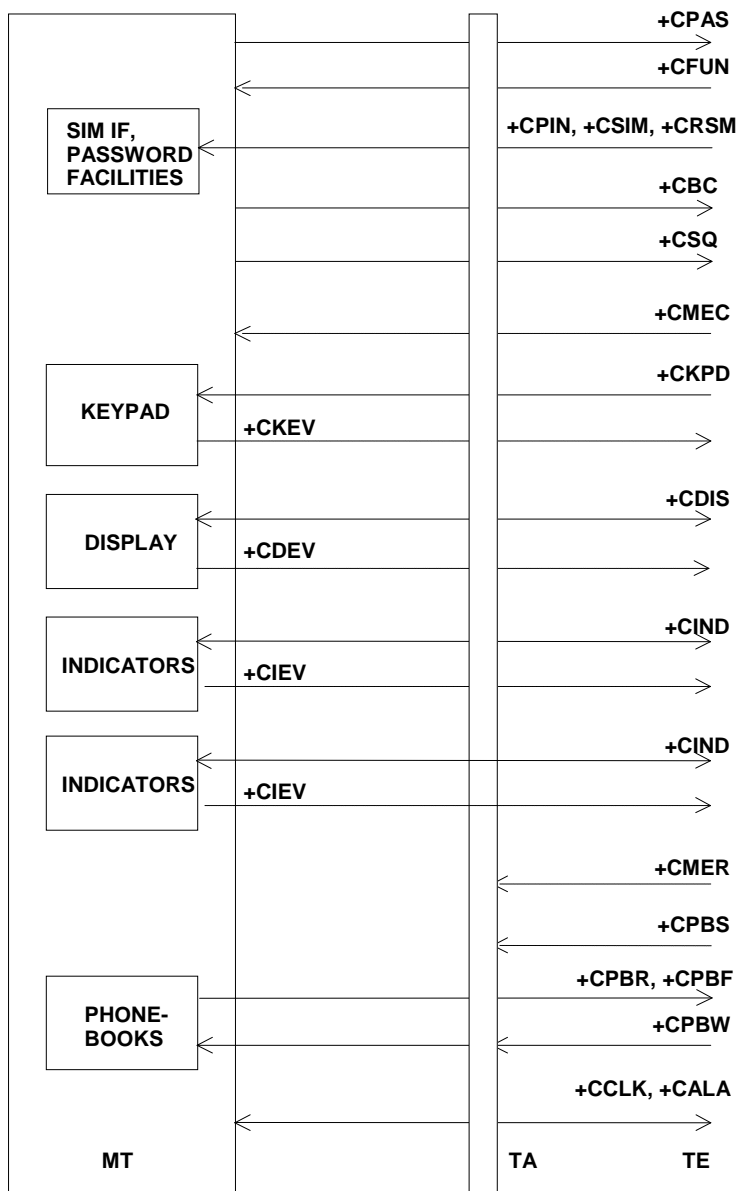 +CPAS
+CFUN
SIM IF,
PASSWORD
FACILITIES
+CPIN, +CSIM, +CRSM
+CBC
+CSQ
+CMEC
+CKPD
KEYPAD
+CKEV
+CDIS
DISPLAY
+CDEV
+CIND
INDICATORS
+CIEV
+CIND
INDICATORS
+CIEV
+CMER
+CPBS
+CPBR, +CPBF
PHONE-
BOOKS
+CPBW
+CCLK, +CALA
MT TA TE